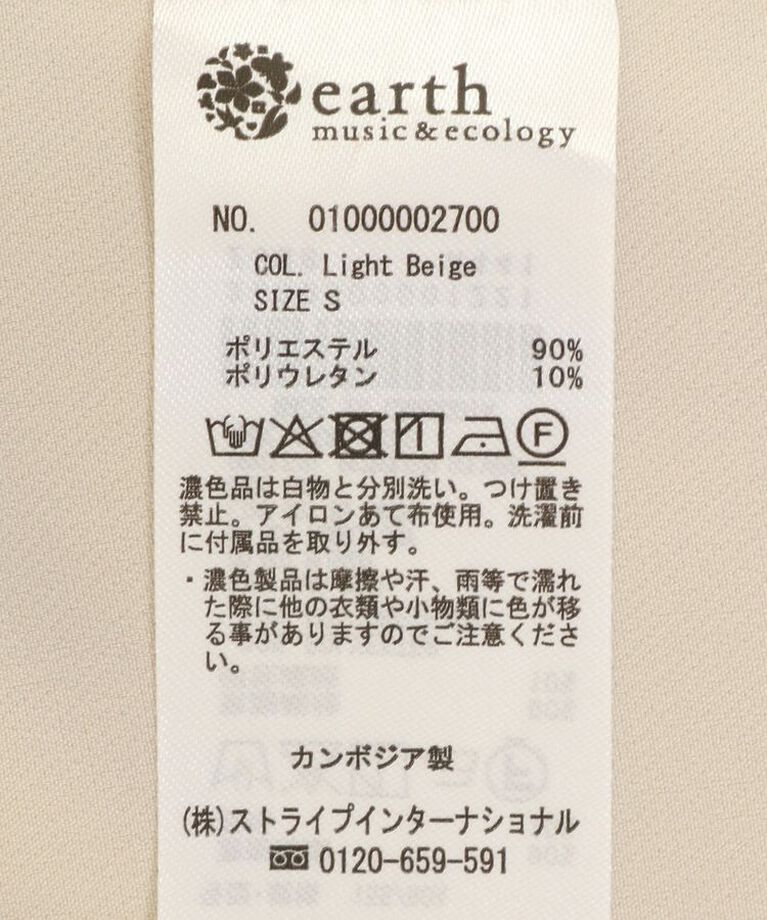 earth
music&ecology
NO. 01000002700
COL. Light Beige
SIZE S
ポリエステル 90%
ポリウレタン 10%
F
濃色品は白物と分別洗い。つけ置き
禁止。アイロンあて布使用。洗濯前
に付属品を取り外す。
・濃色製品は摩擦や汗、雨等で濡れ
た際に他の衣類や小物類に色が移
る事がありますのでご注意くださ
い。
カンボジア製
(株)ストライプインターナショナル
0120-659-591